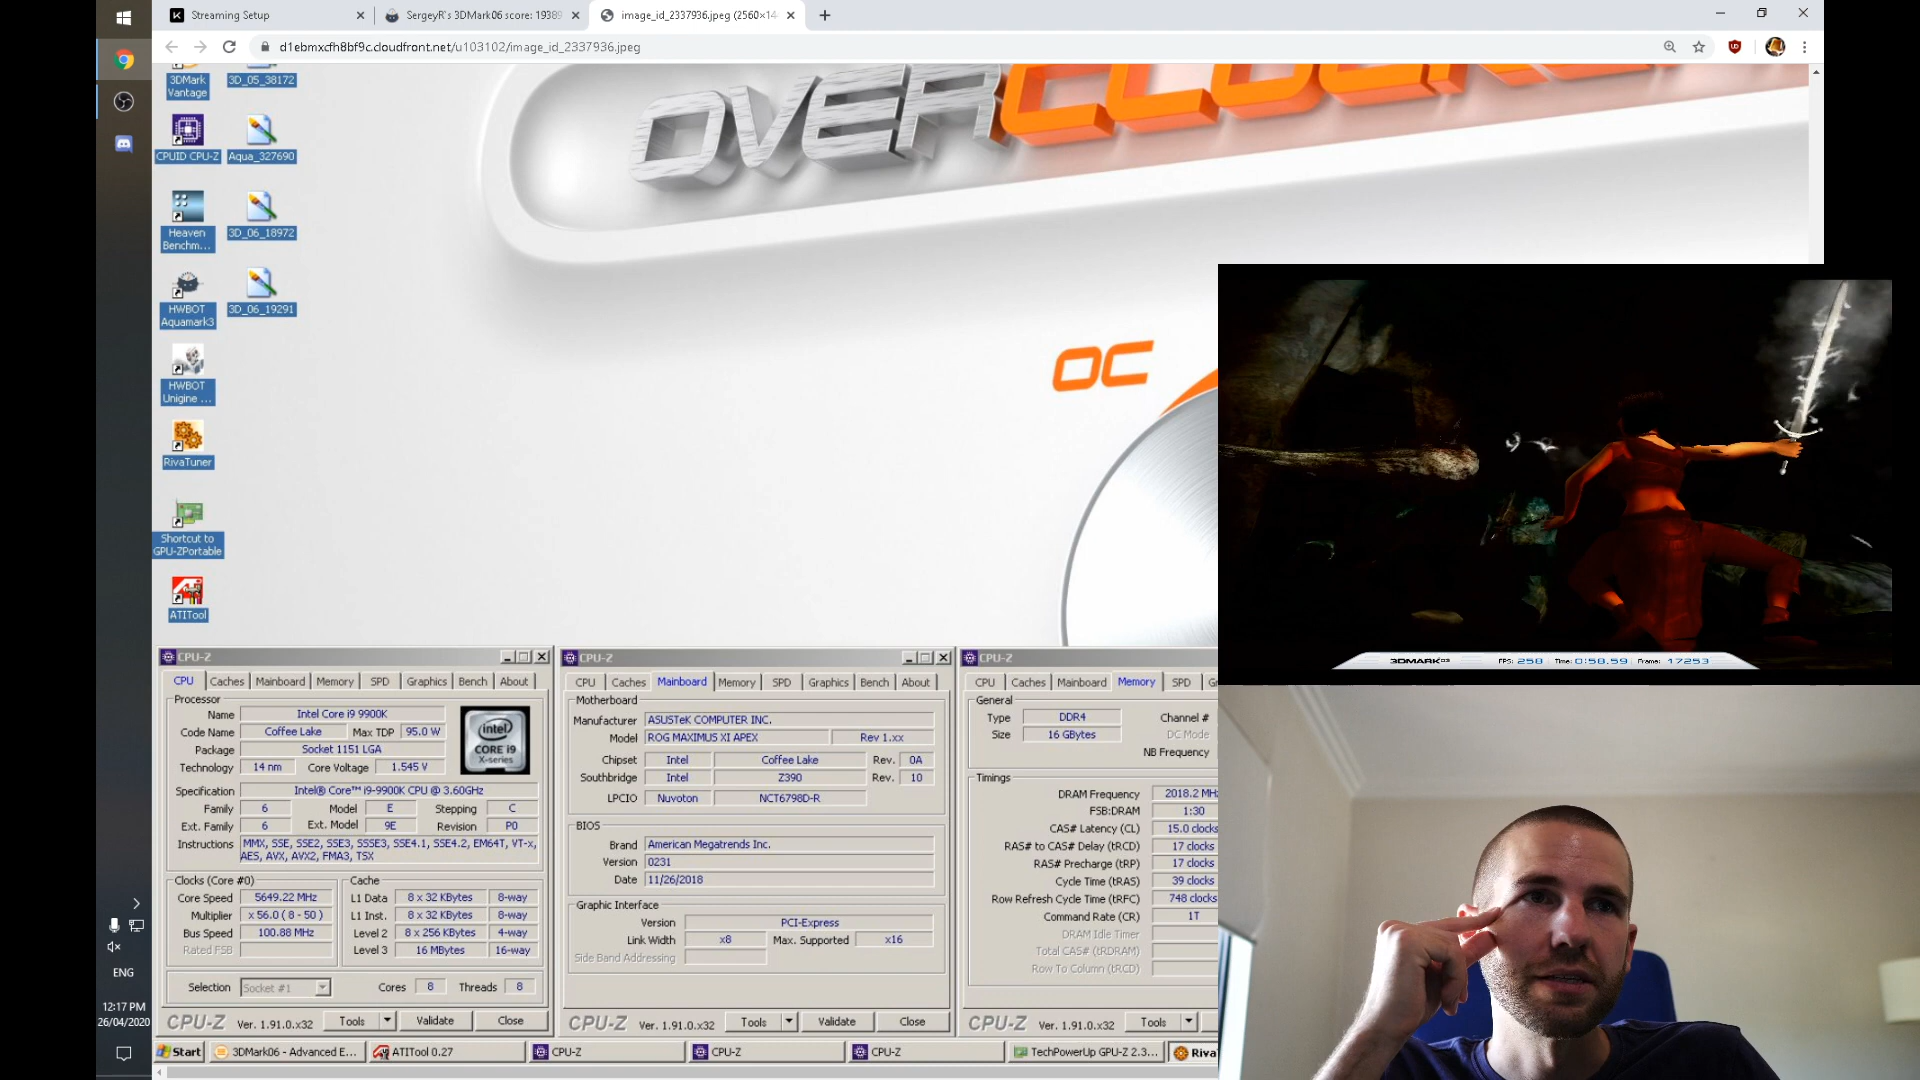 Streaming Setup
SergeyR's 3DMark06 score: 19389
image_id_2337936.jpeg (2560×14
d1ebmxcfh8bf9c.cloudfront.net/u103102/image_id_2337936.jpeg
OVERCLOCK
OC
3DMark Vantage
3D_05_38172
CPUID CPU-Z
Aqua_327690
Heaven Benchm...
3D_06_18972
HWBOT Aquamark3
3D_06_19291
HWBOT Unigine ...
RivaTuner
Shortcut to GPU-ZPortable
ATITool
3DMARK03 FPS: 258 Time: 0:58.59 Frame: 17253
CPU-Z
CPU Caches Mainboard Memory SPD Graphics Bench About
Processor
Name Intel Core i9 9900K
Code Name Coffee Lake Max TDP 95.0 W
Package Socket 1151 LGA
Technology 14 nm Core Voltage 1.545 V
intel CORE i9 X-series
Specification Intel® Core™ i9-9900K CPU @ 3.60GHz
Family 6 Model E Stepping C
Ext. Family 6 Ext. Model 9E Revision P0
Instructions MMX, SSE, SSE2, SSE3, SSSE3, SSE4.1, SSE4.2, EM64T, VT-x,
AES, AVX, AVX2, FMA3, TSX
Clocks (Core #0)
Core Speed 5649.22 MHz
Multiplier x 56.0 ( 8 - 50 )
Bus Speed 100.88 MHz
Rated FSB
Cache
L1 Data 8 x 32 KBytes 8-way
L1 Inst. 8 x 32 KBytes 8-way
Level 2 8 x 256 KBytes 4-way
Level 3 16 MBytes 16-way
Selection Socket #1 Cores 8 Threads 8
CPU-Z Ver. 1.91.0.x32 Tools Validate Close
CPU-Z
CPU Caches Mainboard Memory SPD Graphics Bench About
Motherboard
Manufacturer ASUSTeK COMPUTER INC.
Model ROG MAXIMUS XI APEX Rev 1.xx
Chipset Intel Coffee Lake Rev. 0A
Southbridge Intel Z390 Rev. 10
LPCIO Nuvoton NCT6798D-R
BIOS
Brand American Megatrends Inc.
Version 0231
Date 11/26/2018
Graphic Interface
Version PCI-Express
Link Width x8 Max. Supported x16
Side Band Addressing
CPU-Z Ver. 1.91.0.x32 Tools Validate Close
CPU-Z
CPU Caches Mainboard Memory SPD Gr
General
Type DDR4 Channel #
Size 16 GBytes DC Mode
NB Frequency
Timings
DRAM Frequency 2018.2 MHz
FSB:DRAM 1:30
CAS# Latency (CL) 15.0 clocks
RAS# to CAS# Delay (tRCD) 17 clocks
RAS# Precharge (tRP) 17 clocks
Cycle Time (tRAS) 39 clocks
Row Refresh Cycle Time (tRFC) 748 clocks
Command Rate (CR) 1T
DRAM Idle Timer
Total CAS# (tRDRAM)
Row To Column (tRCD)
CPU-Z Ver. 1.91.0.x32 Tools
Start 3DMark06 - Advanced E... ATITool 0.27 CPU-Z CPU-Z CPU-Z TechPowerUp GPU-Z 2.3... Riva
ENG
12:17 PM
26/04/2020